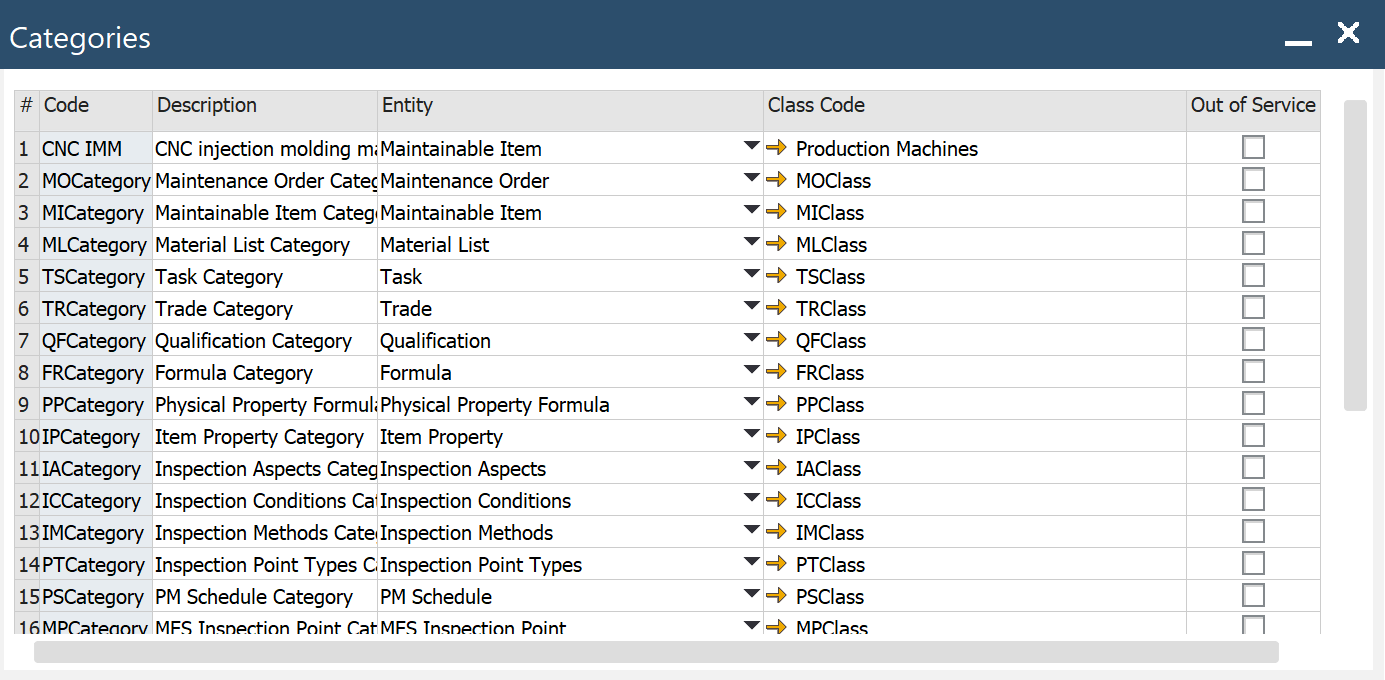 Categories
# Code Description Entity Class Code Out of Service
1 CNC IMM CNC injection molding ma Maintainable Item Production Machines
2 MOCategory Maintenance Order Categ Maintenance Order MOClass
3 MICategory Maintainable Item Catego Maintainable Item MIClass
4 MLCategory Material List Category Material List MLClass
5 TSCategory Task Category Task TSClass
6 TRCategory Trade Category Trade TRClass
7 QFCategory Qualification Category Qualification QFClass
8 FRCategory Formula Category Formula FRClass
9 PPCategory Physical Property Formula Physical Property Formula PPClass
10 IPCategory Item Property Category Item Property IPClass
11 IACategory Inspection Aspects Categ Inspection Aspects IAClass
12 ICCategory Inspection Conditions Cat Inspection Conditions ICClass
13 IMCategory Inspection Methods Cate Inspection Methods IMClass
14 PTCategory Inspection Point Types Ca Inspection Point Types PTClass
15 PSCategory PM Schedule Category PM Schedule PSClass
16 MPCategory MES Inspection Point Cat MES Inspection Point MPClass